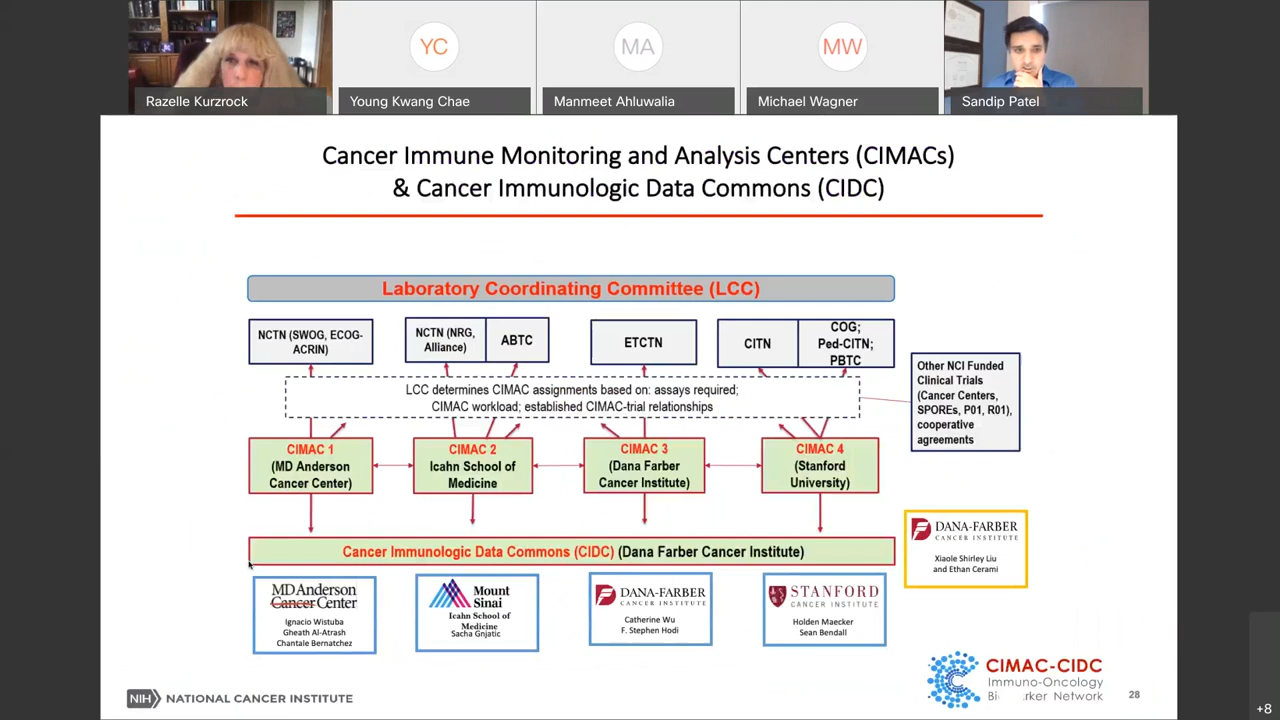 YC
MA
MW
Razelle Kurzrock
Young Kwang Chae
Manmeet Ahluwalia
Michael Wagner
Sandip Patel
Cancer Immune Monitoring and Analysis Centers (CIMACs)
& Cancer Immunologic Data Commons (CIDC)
Laboratory Coordinating Committee (LCC)
NCTN (SWOG, ECOG-
ACRIN)
NCTN (NRG,
Alliance)
ABTC
ETCTN
CITN
COG;
Ped-CITN;
PBTC
Other NCI Funded
Clinical Trials
(Cancer Centers,
SPOREs, P01, R01),
cooperative
agreements
LCC determines CIMAC assignments based on: assays required;
CIMAC workload; established CIMAC-trial relationships
CIMAC 1
(MD Anderson
Cancer Center)
CIMAC 2
Icahn School of
Medicine
CIMAC 3
(Dana Farber
Cancer Institute)
CIMAC 4
(Stanford
University)
Cancer Immunologic Data Commons (CIDC) (Dana Farber Cancer Institute)
DANA-FARBER
CANCER INSTITUTE
Xiaole Shirley Liu
and Ethan Cerami
MDAnderson
Cancer Center
Ignacio Wistuba
Gheath Al-Atrash
Chantale Bernatchez
Mount
Sinai
Icahn School of
Medicine
Sacha Gnjatic
DANA-FARBER
CANCER INSTITUTE
Catherine Wu
F. Stephen Hodi
STANFORD
CANCER INSTITUTE
Holden Maecker
Sean Bendall
NIH NATIONAL CANCER INSTITUTE
CIMAC-CIDC
Immuno-Oncology
Network
28
+8